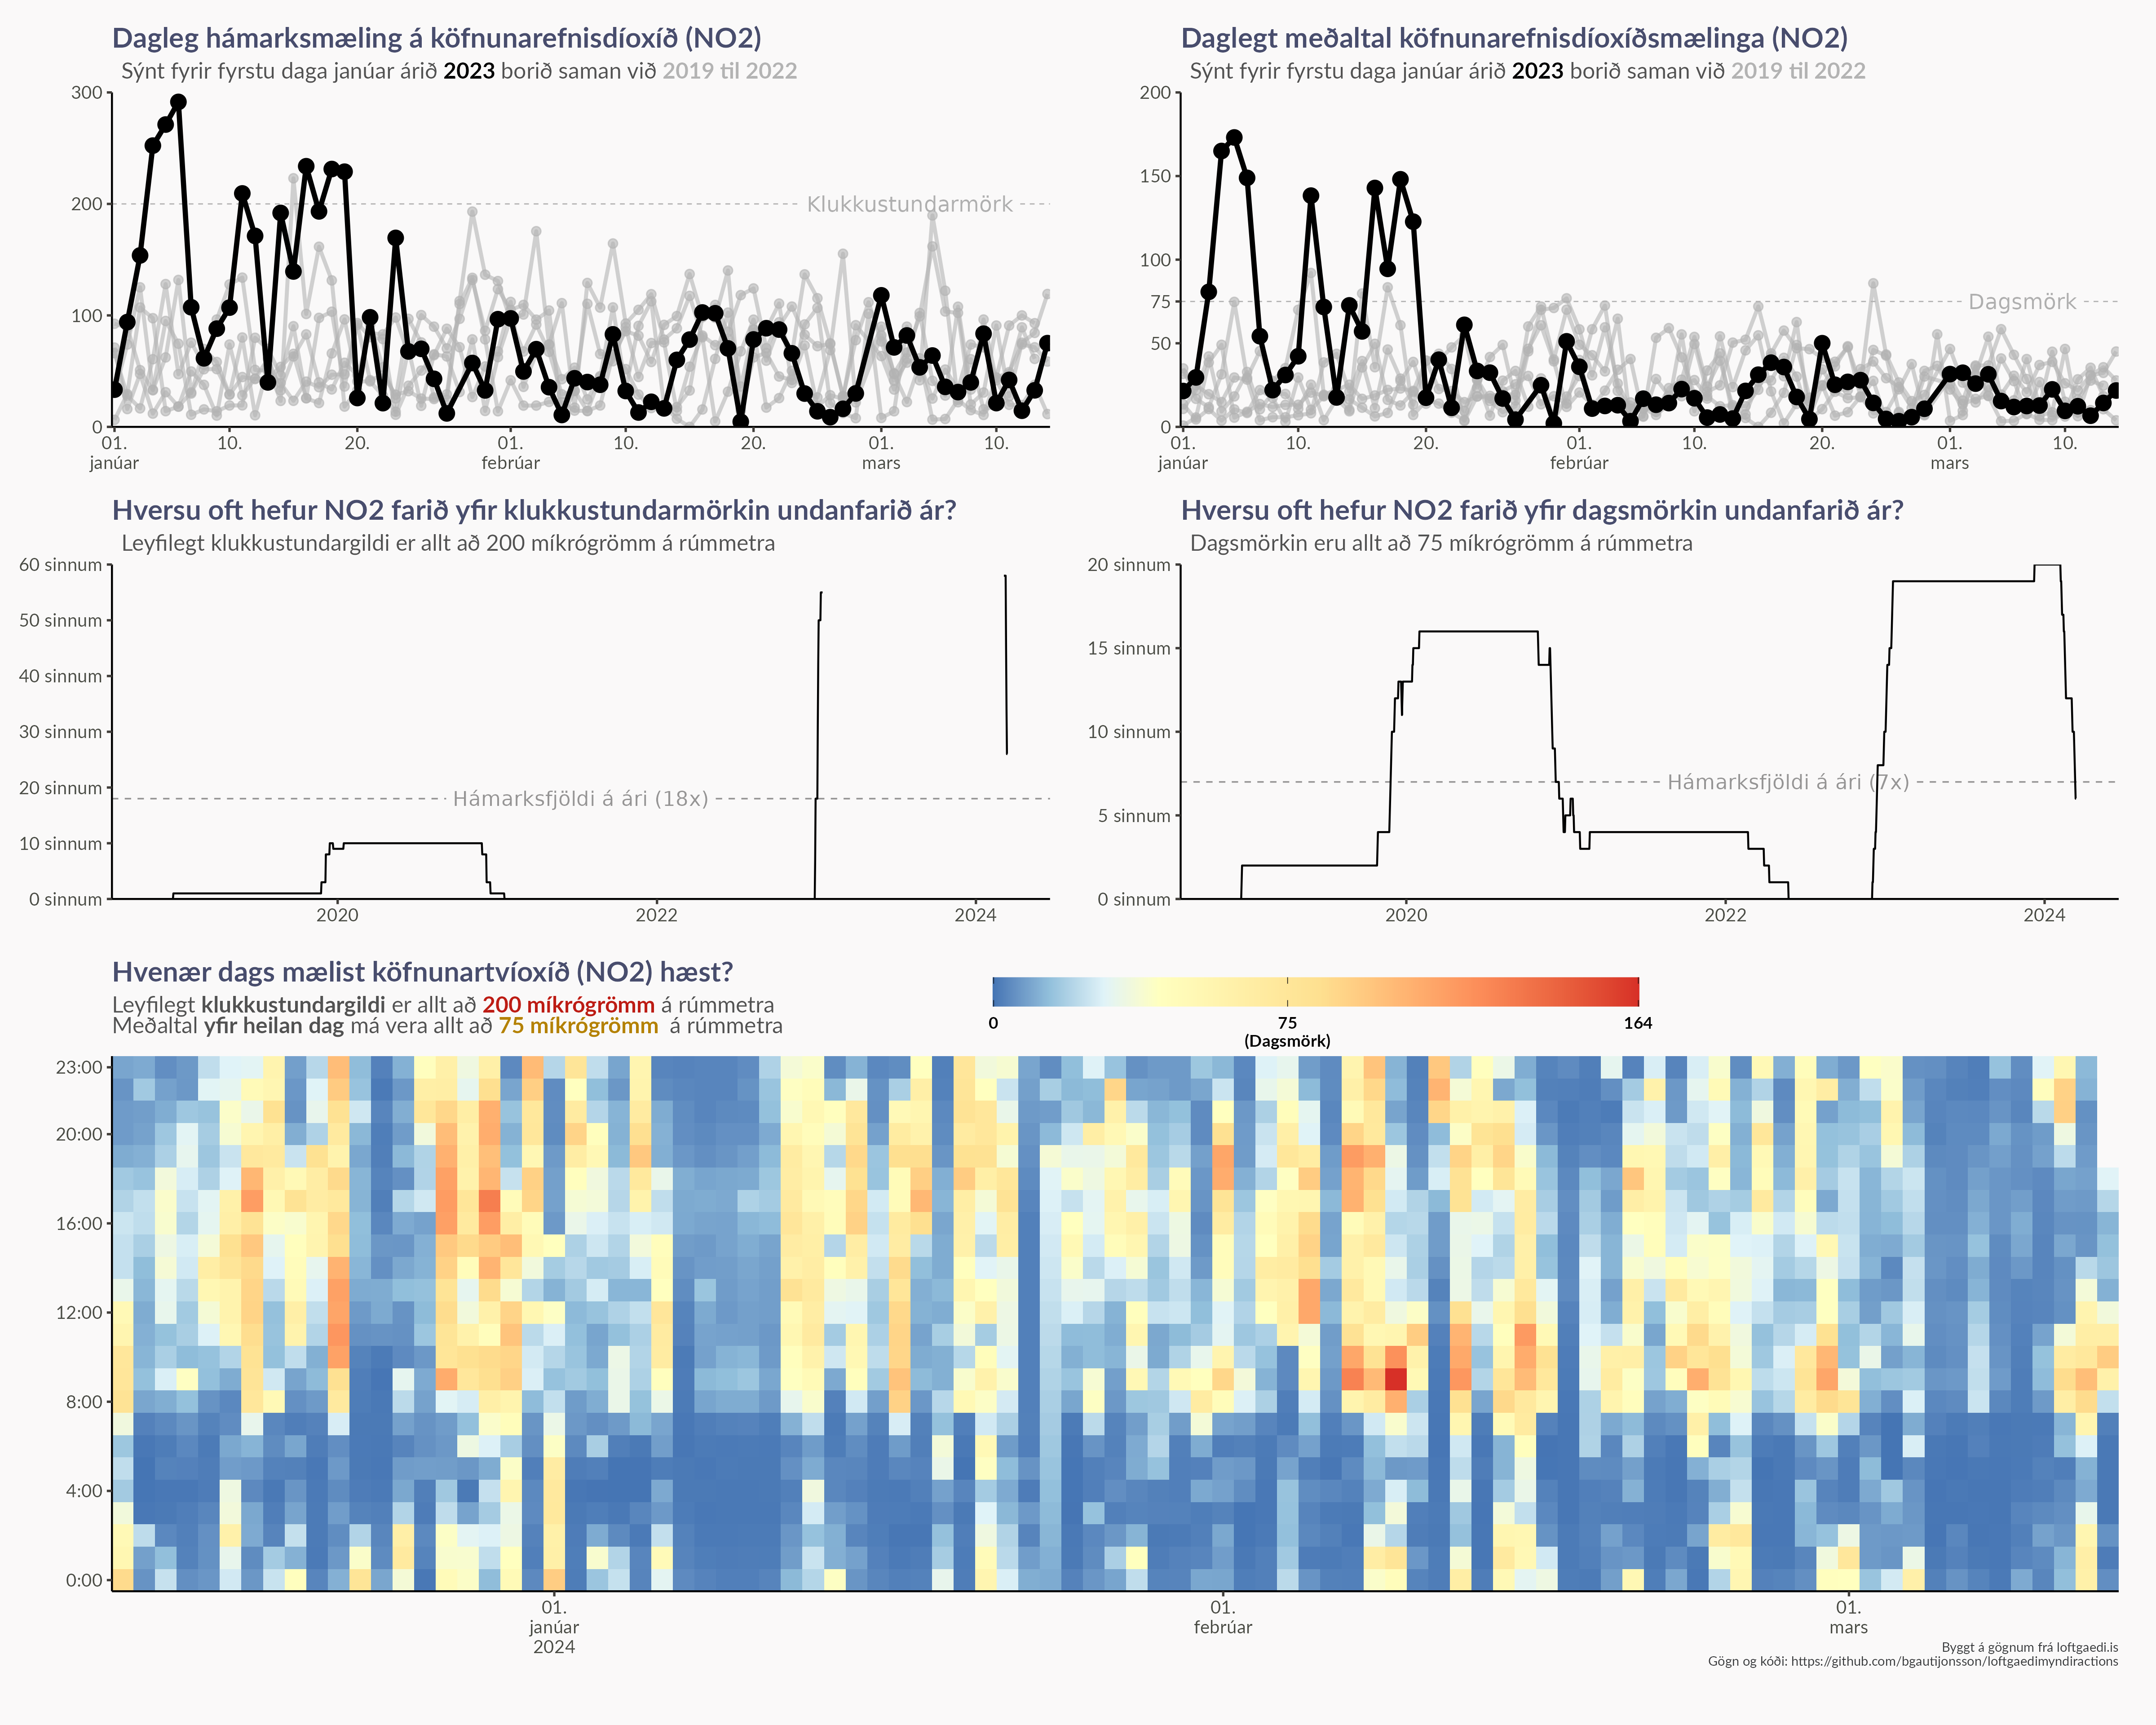 Dagleg hámarksmæling á köfnunarefnisdíoxíð (NO2)
Sýnt fyrir fyrstu daga janúar árið 2023 borið saman við 2019 til 2022
300
200
100
0
Klukkustundarmörk
01. 10. 20. 01. 10. 20. 01. 10.
janúar febrúar mars
Daglegt meðaltal köfnunarefnisdíoxíðsmælinga (NO2)
Sýnt fyrir fyrstu daga janúar árið 2023 borið saman við 2019 til 2022
200
150
100
75
50
0
Dagsmörk
01. 10. 20. 01. 10. 20. 01. 10.
janúar febrúar mars
Hversu oft hefur NO2 farið yfir klukkustundarmörkin undanfarið ár?
Leyfilegt klukkustundargildi er allt að 200 míkrógrömm á rúmmetra
60 sinnum
50 sinnum
40 sinnum
30 sinnum
20 sinnum
10 sinnum
0 sinnum
Hámarksfjöldi á ári (18x)
2020 2022 2024
Hversu oft hefur NO2 farið yfir dagsmörkin undanfarið ár?
Dagsmörkin eru allt að 75 míkrógrömm á rúmmetra
20 sinnum
15 sinnum
10 sinnum
5 sinnum
0 sinnum
Hámarksfjöldi á ári (7x)
2020 2022 2024
Hvenær dags mælist köfnunartvíoxíð (NO2) hæst?
Leyfilegt klukkustundargildi er allt að 200 míkrógrömm á rúmmetra
Meðaltal yfir heilan dag má vera allt að 75 míkrógrömm á rúmmetra
0 75 164
(Dagsmörk)
23:00
20:00
16:00
12:00
8:00
4:00
0:00
01. 01. 01.
janúar febrúar mars
2024
Byggt á gögnum frá loftgaedi.is
Gögn og kóði: https://github.com/bgautijonsson/loftgaedimyndiractions